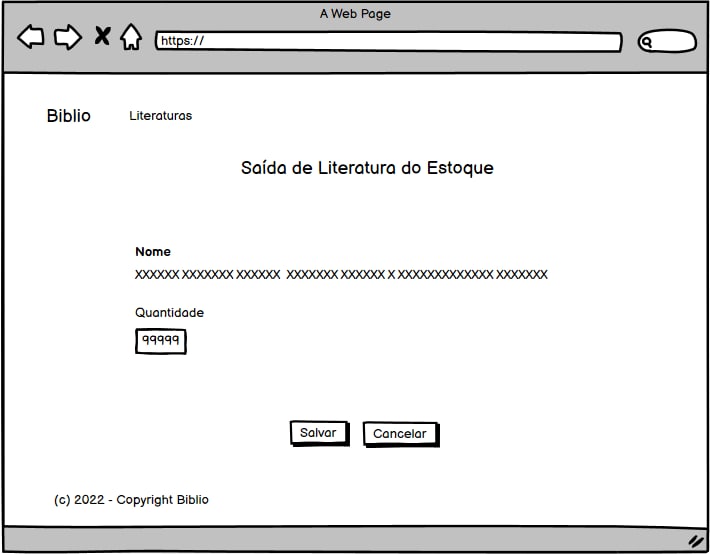 A Web Page
https://
Biblio Literaturas
Saída de Literatura do Estoque
Nome
XXXXXX XXXXXXX XXXXXX XXXXXXX XXXXXX X XXXXXXXXXXXXX XXXXXXX
Quantidade
99999
Salvar Cancelar
(c) 2022 - Copyright Biblio